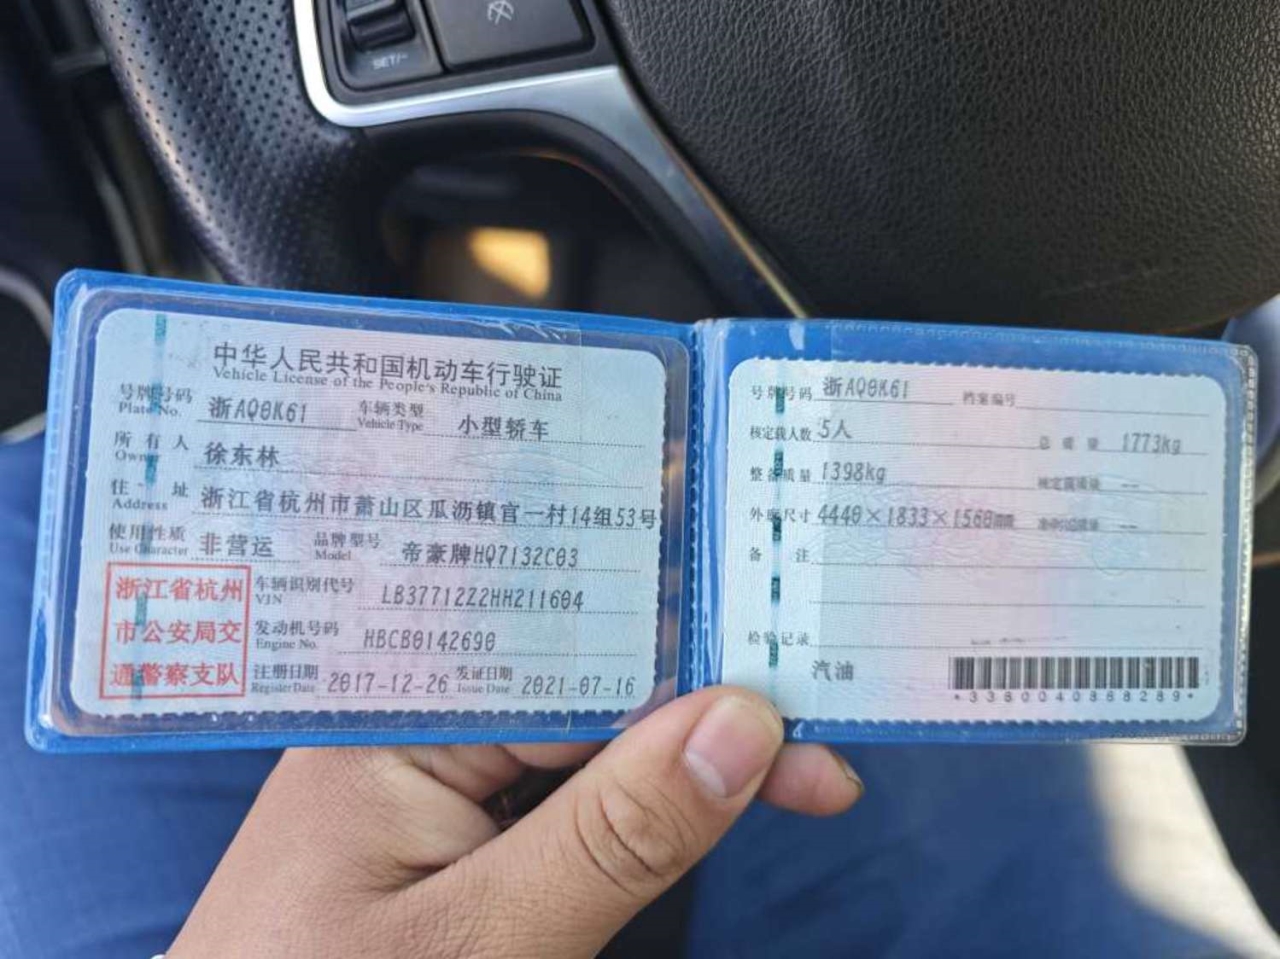 SET/-
中华人民共和国机动车行驶证
Vehicle License of the People's Republic of China
号牌号码 浙AQ0K61 车辆类型 小型轿车
Plate No. Vehicle Type
所有人 徐东林
Owner
住址 浙江省杭州市萧山区瓜沥镇官一村14组53号
Address
使用性质 非营运 品牌型号 帝豪牌HQ7132C03
Use Character Model
浙江省杭州
市公安局交
通警察支队
车辆识别代号 LB37712Z2HH211604
VIN
发动机号码 HBCB0142690
Engine No.
注册日期 2017-12-26 发证日期 2021-07-16
Register Date Issue Date
号牌号码 浙AQ0K61 档案编号
核定载人数 5人 总质量 1773kg
整备质量 1398kg 核定载质量 --
外廓尺寸 4440×1833×1560mm 准牵引总质量 --
备注
检验记录
汽油